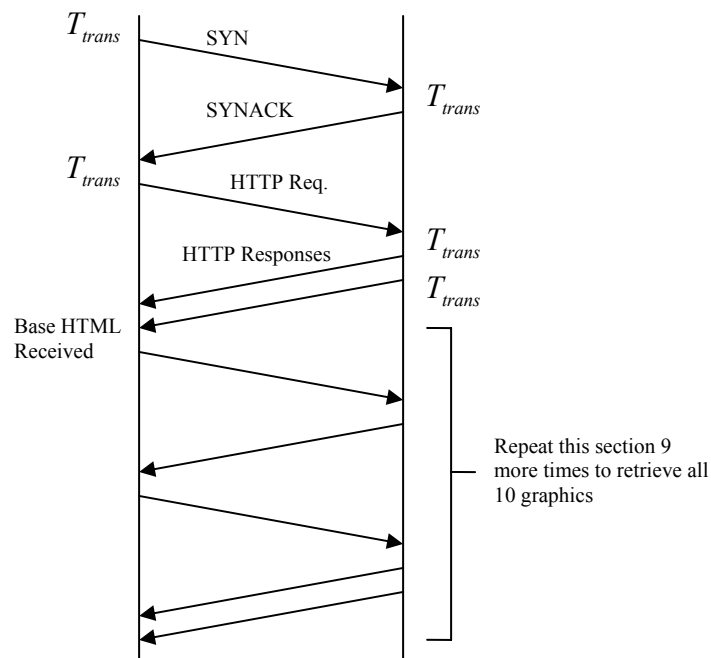 T_trans
SYN
T_trans
SYNACK
T_trans
HTTP Req.
T_trans
HTTP Responses
T_trans
Base HTML
Received
Repeat this section 9
more times to retrieve all
10 graphics